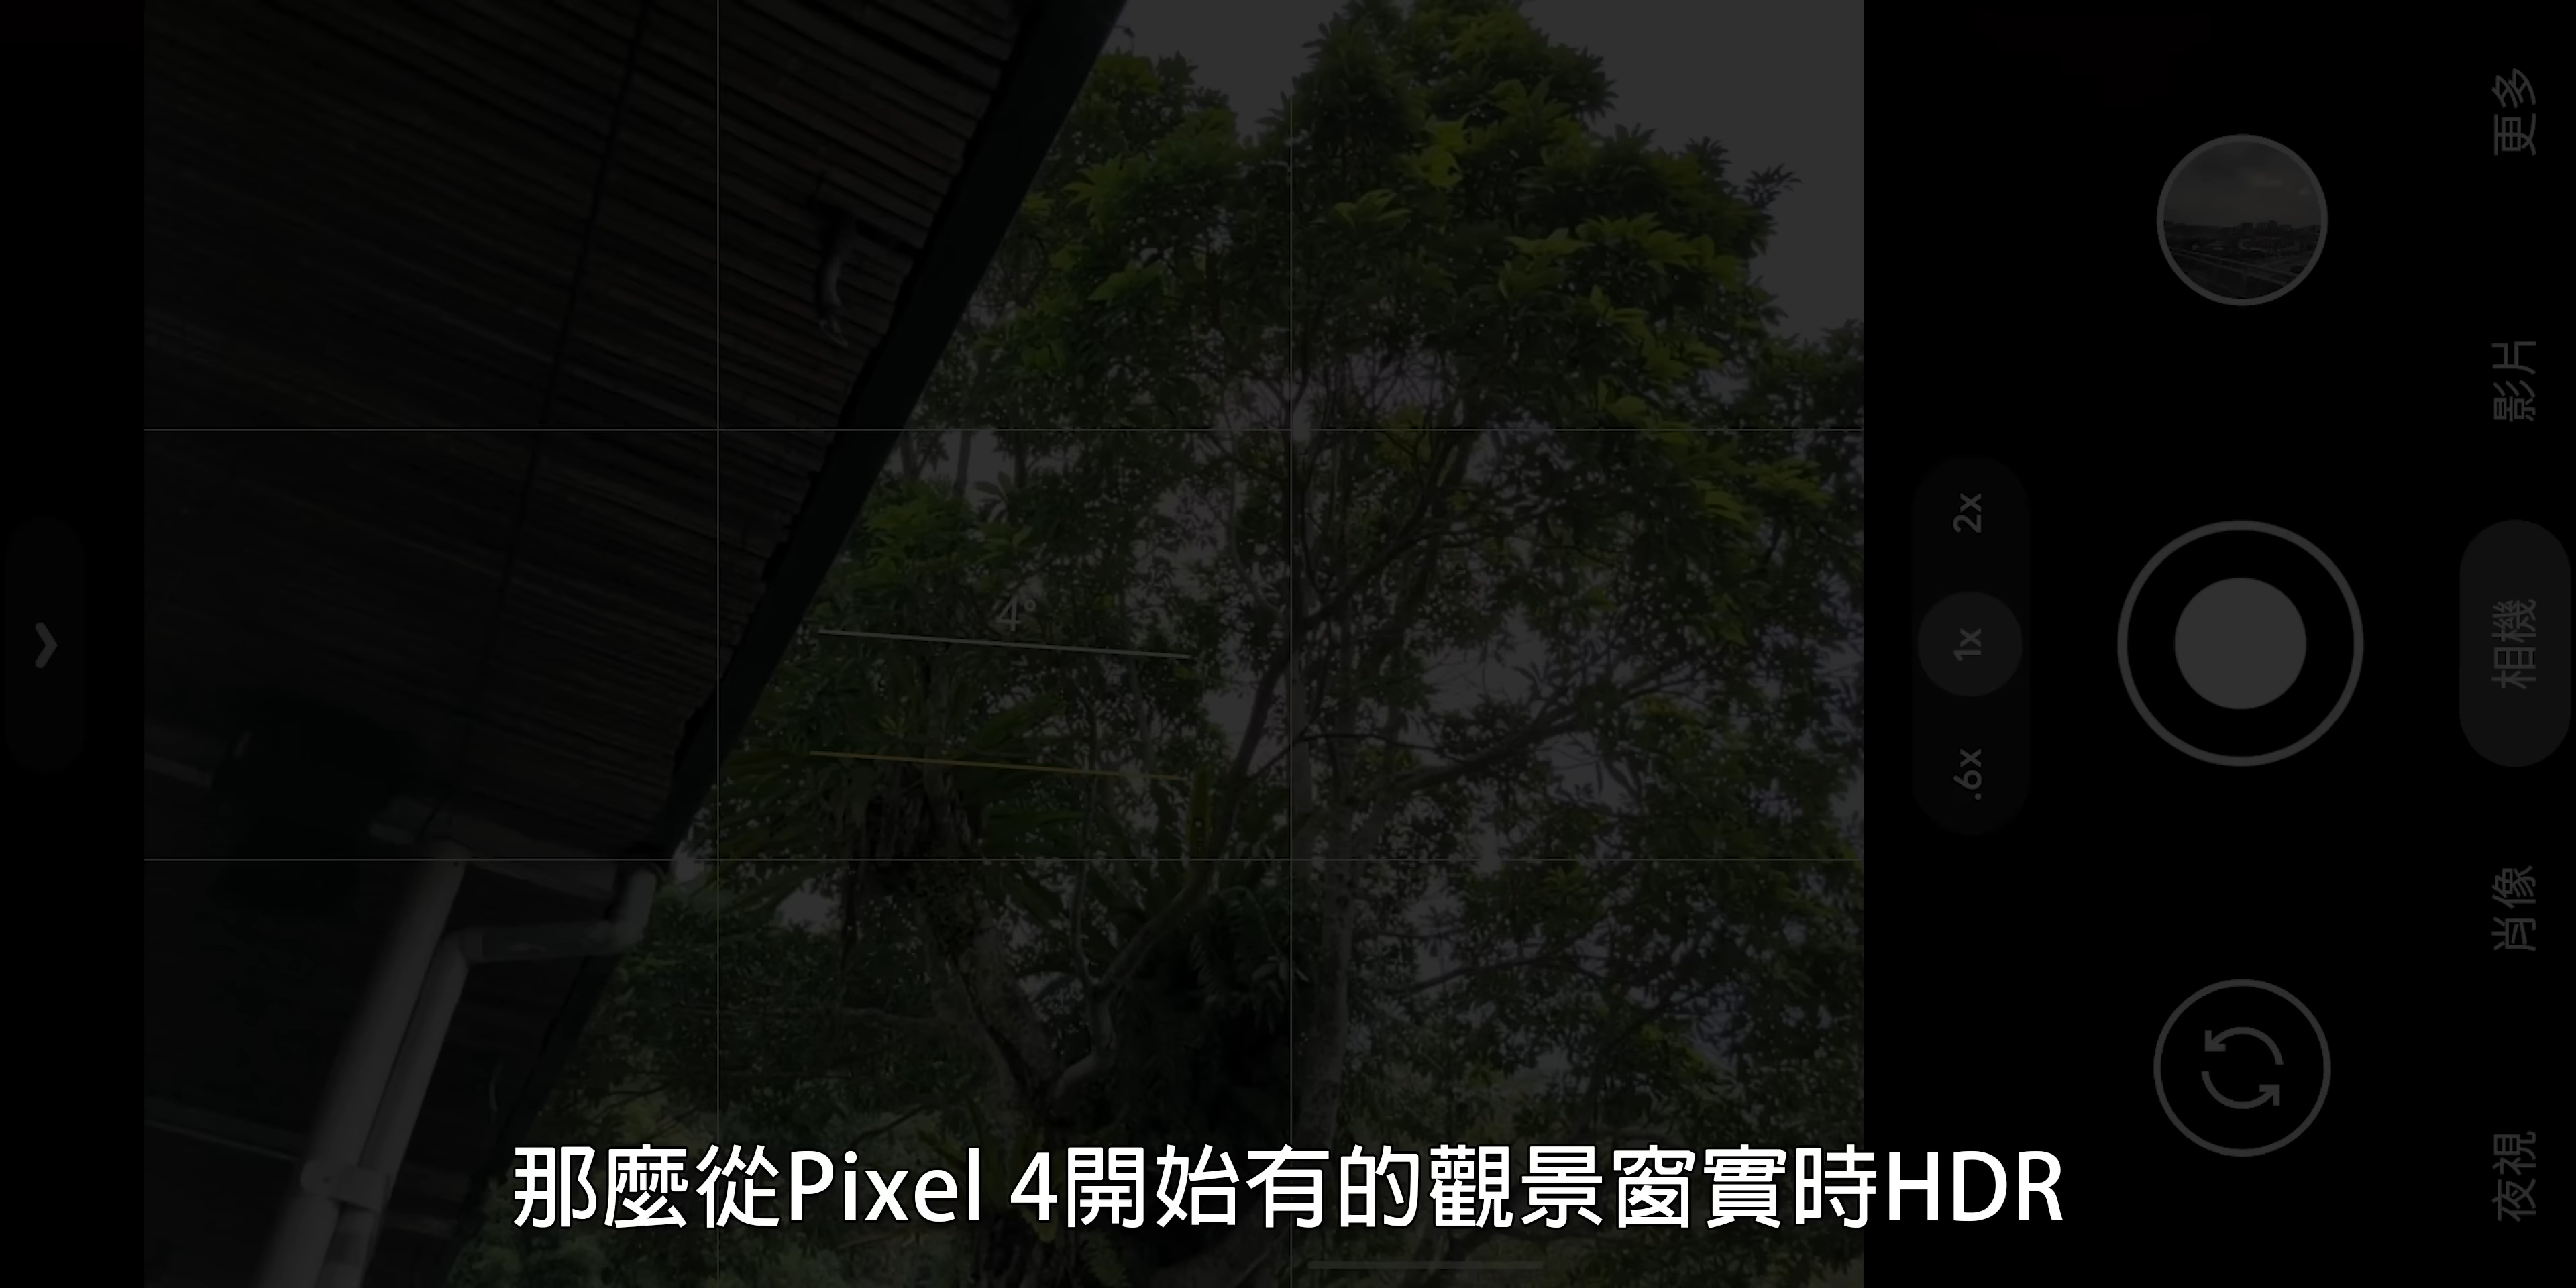 更多
影片
相機
肖像
夜視
2x
1x
.6x
4°
那麼從Pixel 4開始有的觀景窗實時HDR